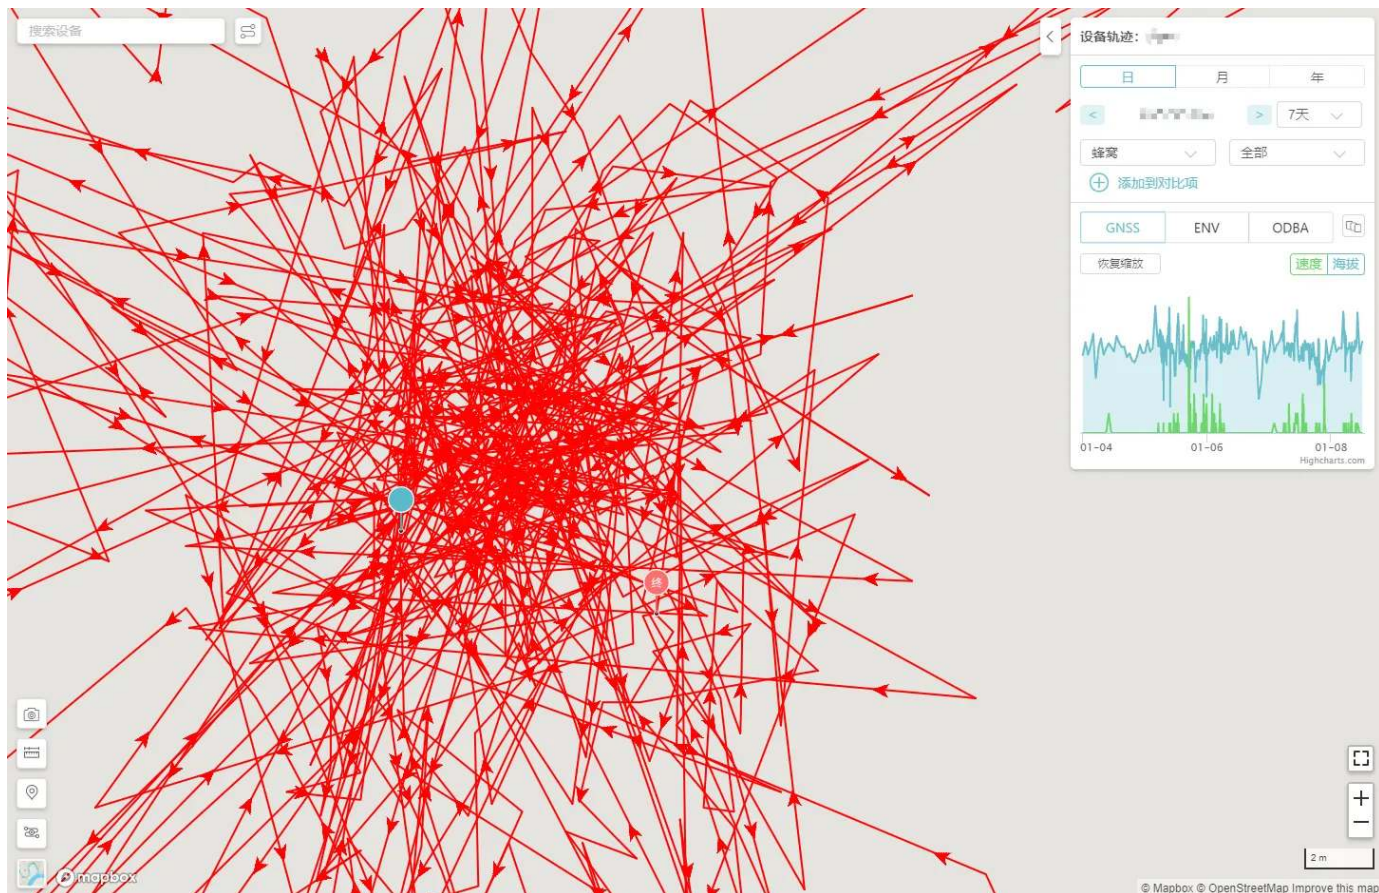 搜索设备
设备轨迹:
日 月 年
< > 7天
蜂窝 全部
添加到对比项
GNSS ENV ODBA
恢复缩放 速度 海拔
01-04 01-06 01-08
Highcharts.com
终
2 m
mapbox
© Mapbox © OpenStreetMap Improve this map